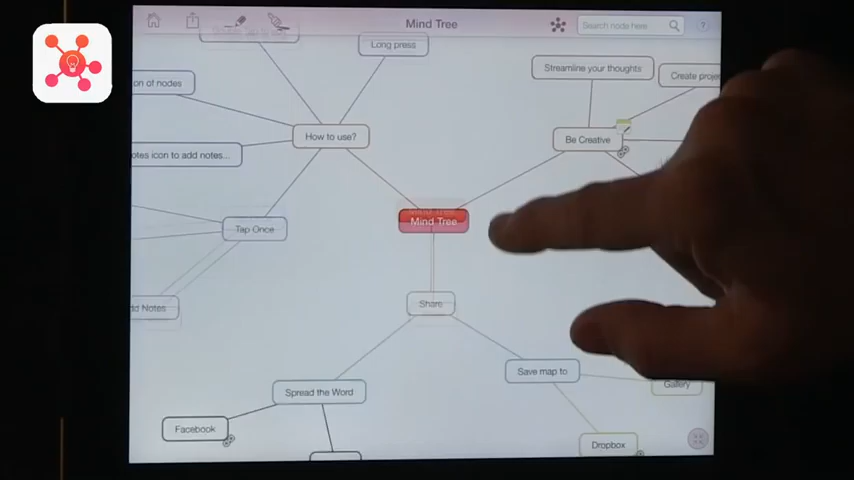 Mind Tree
Search node here
?
Long press
Streamline your thoughts
Create proje
on of nodes
How to use?
Be Creative
otes icon to add notes...
Mind Tree
Tap Once
Share
dd Notes
Save map to
Gallery
Spread the Word
Facebook
Dropbox